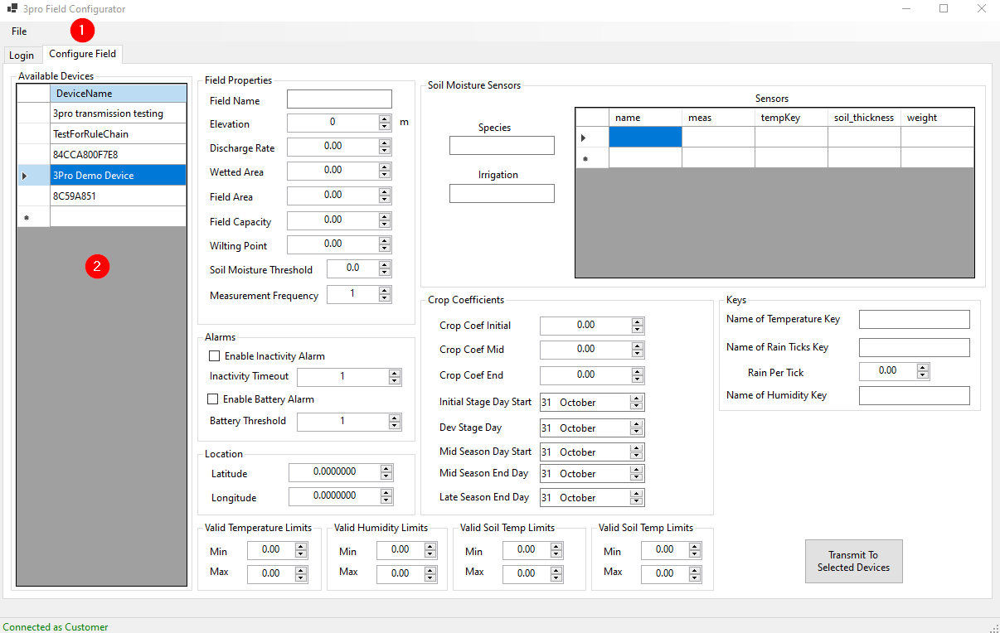 3pro Field Configurator
File
1
Login
Configure Field
Available Devices
DeviceName
3pro transmission testing
TestForRuleChain
84CCA800F7E8
3Pro Demo Device
8C59A851
2
Field Properties
Field Name
Elevation 0 m
Discharge Rate 0.00
Wetted Area 0.00
Field Area 0.00
Field Capacity 0.00
Wilting Point 0.00
Soil Moisture Threshold 0.0
Measurement Frequency 1
Alarms
Enable Inactivity Alarm
Inactivity Timeout 1
Enable Battery Alarm
Battery Threshold 1
Location
Latitude 0.0000000
Longitude 0.0000000
Soil Moisture Sensors
Species
Irrigation
Sensors
name meas tempKey soil_thickness weight
Crop Coefficients
Crop Coef Initial 0.00
Crop Coef Mid 0.00
Crop Coef End 0.00
Initial Stage Day Start 31 October
Dev Stage Day 31 October
Mid Season Day Start 31 October
Mid Season End Day 31 October
Late Season End Day 31 October
Keys
Name of Temperature Key
Name of Rain Ticks Key
Rain Per Tick 0.00
Name of Humidity Key
Valid Temperature Limits
Min 0.00
Max 0.00
Valid Humidity Limits
Min 0.00
Max 0.00
Valid Soil Temp Limits
Min 0.00
Max 0.00
Valid Soil Temp Limits
Min 0.00
Max 0.00
Transmit To
Selected Devices
Connected as Customer